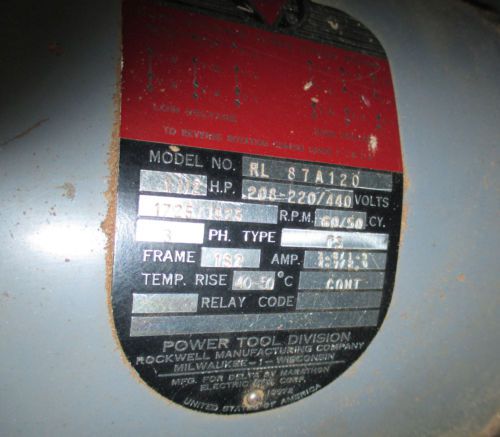 TO REVERSE ROTATION
MODEL NO. RL 87A120
1 1/2 H.P. 208-220/440 VOLTS
1725/1425 R.P.M. 60/50 CY.
3 PH. TYPE
FRAME 182 AMP.
TEMP. RISE 40-50 °C CONT
RELAY CODE
POWER TOOL DIVISION
ROCKWELL MANUFACTURING COMPANY
MILWAUKEE-1-WISCONSIN
MFG. FOR DELTA BY MARATHON
ELECTRIC MFG. CORP.
UNITED STATES OF AMERICA